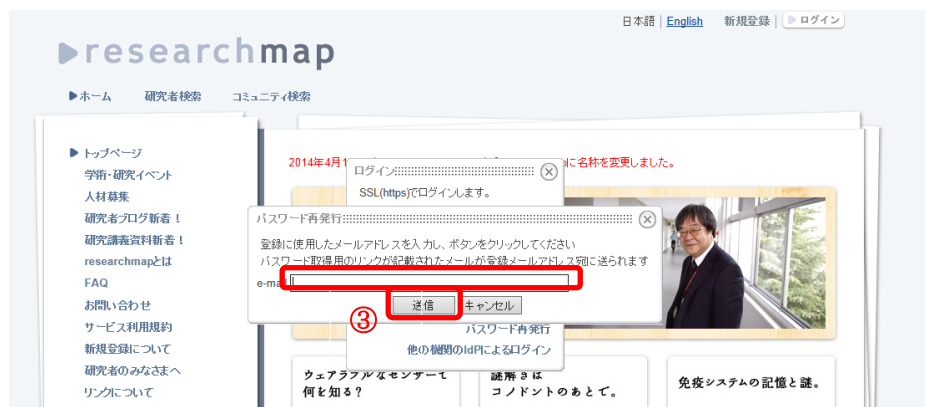 日本語 | English 新規登録 | ログイン
researchmap
ホーム 研究者検索 コミュニティ検索
トップページ
学術・研究イベント
人材募集
研究者ブログ新着！
研究講義資料新着！
researchmapとは
FAQ
お問い合わせ
サービス利用規約
新規登録について
研究者のみなさまへ
リンクについて
2014年4月1
に名称を変更しました。
ログイン
SSL(https)でログインします。
パスワード再発行
登録に使用したメールアドレスを入力し、ボタンをクリックしてください
パスワード取得用のリンクが記載されたメールが登録メールアドレス宛に送られます
e-mail
送信 キャンセル
③
パスワード再発行
他の機関のIdPによるログイン
ウェアラブルなセンサーで
何を知る？
謎解きは
コノドントのあとで。
免疫システムの記憶と謎。